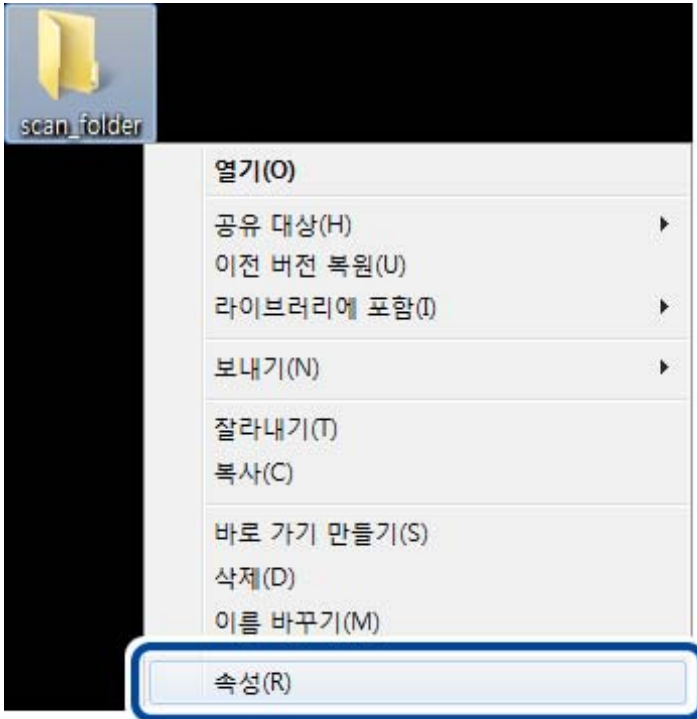 scan_folder
열기(O)
공유 대상(H)
이전 버전 복원(U)
라이브러리에 포함(I)
보내기(N)
잘라내기(T)
복사(C)
바로 가기 만들기(S)
삭제(D)
이름 바꾸기(M)
속성(R)